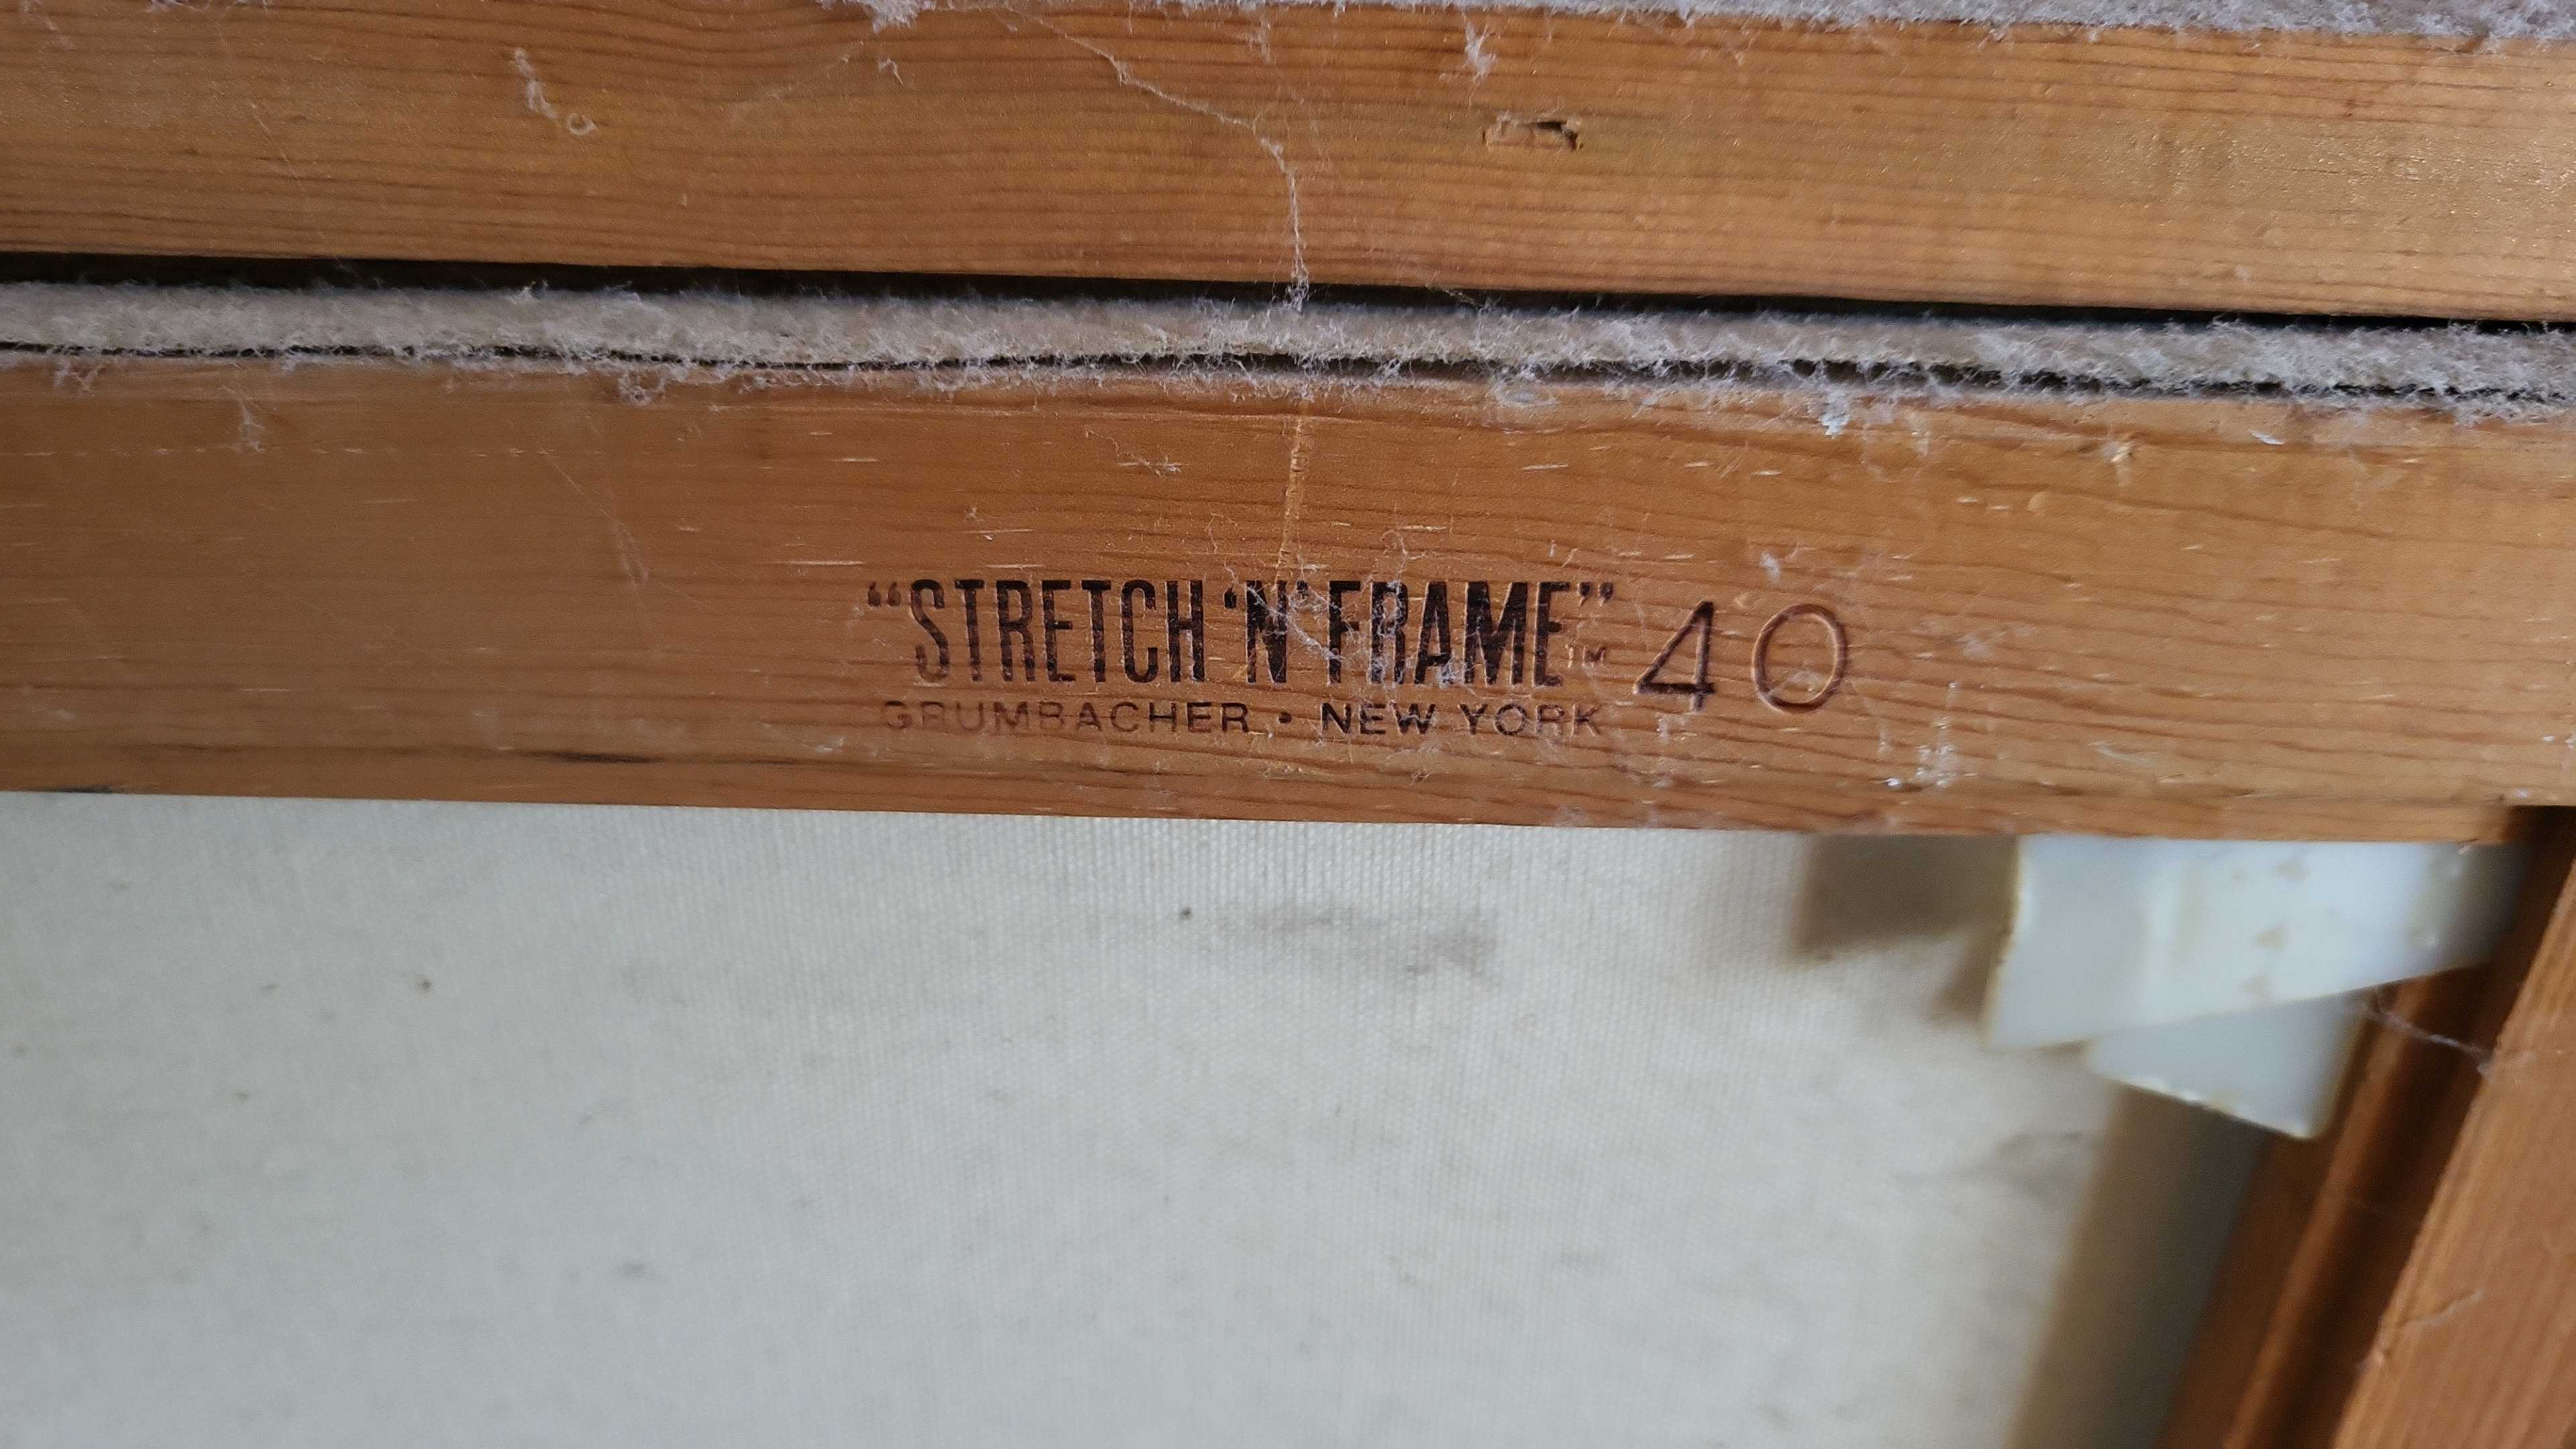 “STRETCH ‘N’ FRAME”™ 40
GRUMBACHER • NEW YORK